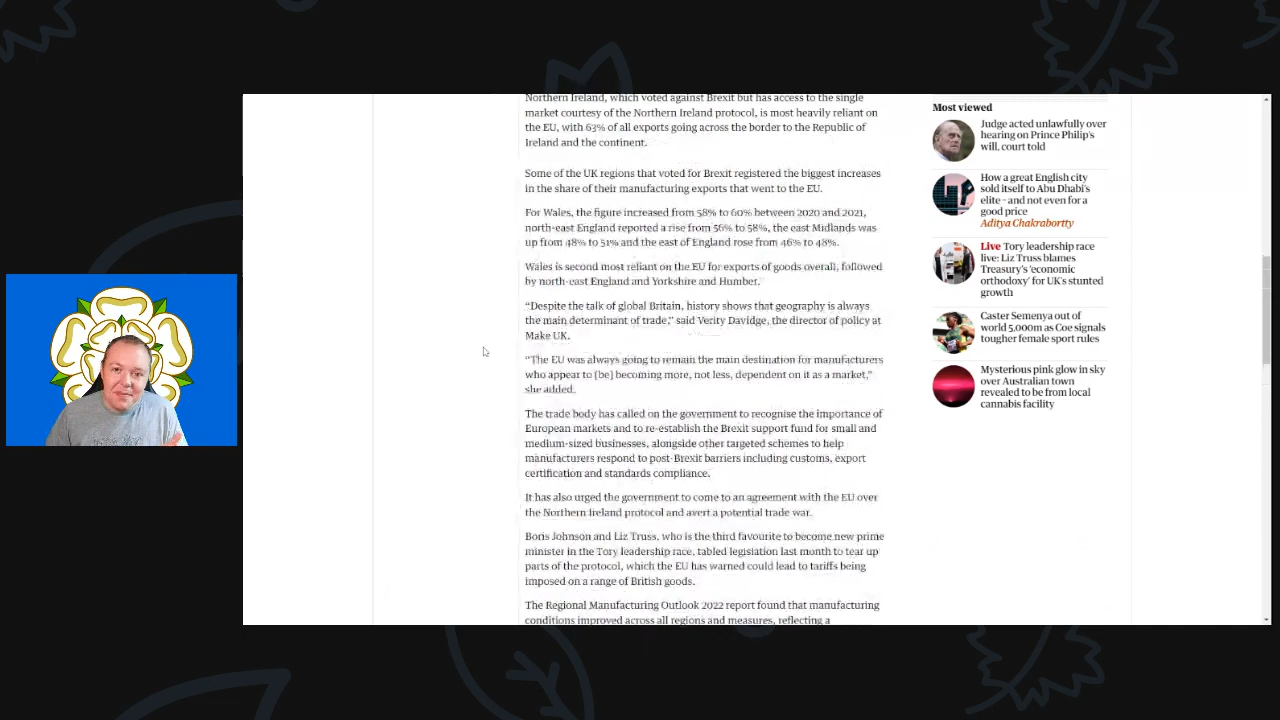 Northern Ireland, which voted against Brexit but has access to the single
market courtesy of the Northern Ireland protocol, is most heavily reliant on
the EU, with 63% of all exports going across the border to the Republic of
Ireland and the continent.
Some of the UK regions that voted for Brexit registered the biggest increases
in the share of their manufacturing exports that went to the EU.
For Wales, the figure increased from 58% to 60% between 2020 and 2021,
north-east England reported a rise from 56% to 58%, the east Midlands was
up from 48% to 51% and the east of England rose from 46% to 48%.
Wales is second most reliant on the EU for exports of goods overall, followed
by north-east England and Yorkshire and Humber.
“Despite the talk of global Britain, history shows that geography is always
the main determinant of trade,” said Verity Davidge, the director of policy at
Make UK.
“The EU was always going to remain the main destination for manufacturers
who appear to [be] becoming more, not less, dependent on it as a market,”
she added.
The trade body has called on the government to recognise the importance of
European markets and to re-establish the Brexit support fund for small and
medium-sized businesses, alongside other targeted schemes to help
manufacturers respond to post-Brexit barriers including customs, export
certification and standards compliance.
It has also urged the government to come to an agreement with the EU over
the Northern Ireland protocol and avert a potential trade war.
Boris Johnson and Liz Truss, who is the third favourite to become new prime
minister in the Tory leadership race, tabled legislation last month to tear up
parts of the protocol, which the EU has warned could lead to tariffs being
imposed on a range of British goods.
The Regional Manufacturing Outlook 2022 report found that manufacturing
conditions improved across all regions and measures, reflecting a
Most viewed
Judge acted unlawfully over
hearing on Prince Philip's
will, court told
How a great English city
sold itself to Abu Dhabi's
elite – and not even for a
good price
Aditya Chakrabortty
Live Tory leadership race
live: Liz Truss blames
Treasury's 'economic
orthodoxy' for UK's stunted
growth
Caster Semenya out of
world 5,000m as Coe signals
tougher female sport rules
Mysterious pink glow in sky
over Australian town
revealed to be from local
cannabis facility